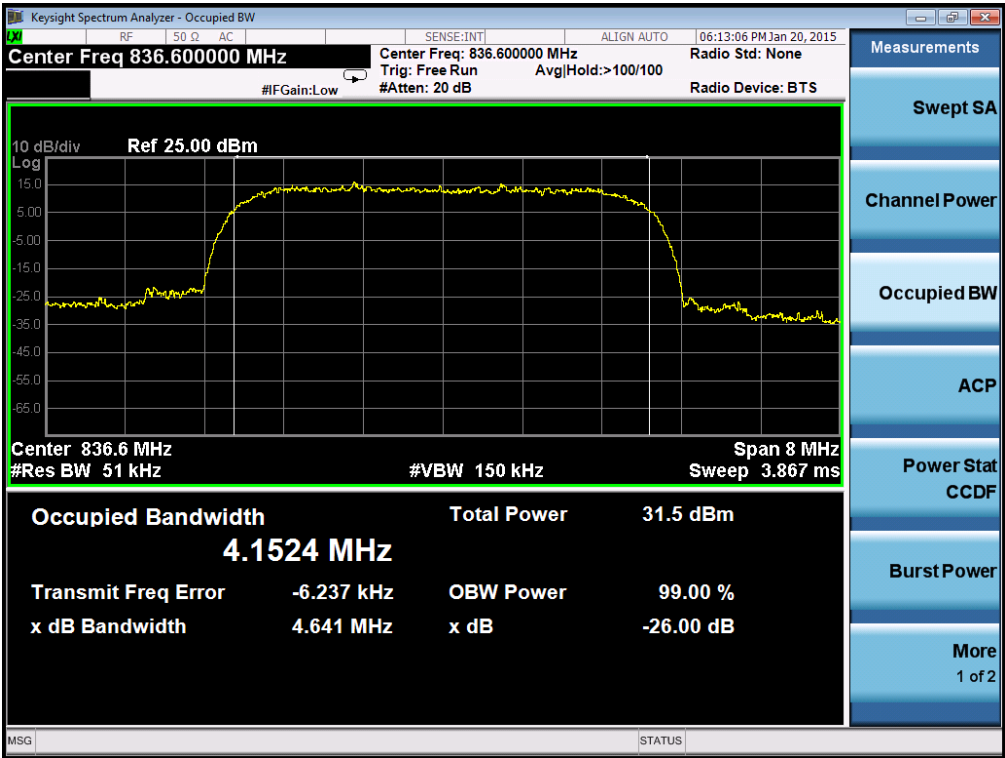 Keysight Spectrum Analyzer - Occupied BW
LXI RF 50 Ω AC SENSE:INT ALIGN AUTO 06:13:06 PM Jan 20, 2015
Center Freq 836.600000 MHz
Center Freq: 836.600000 MHz Radio Std: None
Trig: Free Run Avg|Hold:>100/100
#IFGain:Low #Atten: 20 dB Radio Device: BTS
10 dB/div Ref 25.00 dBm
Log
15.0
5.00
-5.00
-15.0
-25.0
-35.0
-45.0
-55.0
-65.0
Center 836.6 MHz Span 8 MHz
#Res BW 51 kHz #VBW 150 kHz Sweep 3.867 ms
Occupied Bandwidth Total Power 31.5 dBm
4.1524 MHz
Transmit Freq Error -6.237 kHz OBW Power 99.00 %
x dB Bandwidth 4.641 MHz x dB -26.00 dB
MSG STATUS
Measurements
Swept SA
Channel Power
Occupied BW
ACP
Power Stat
CCDF
Burst Power
More
1 of 2